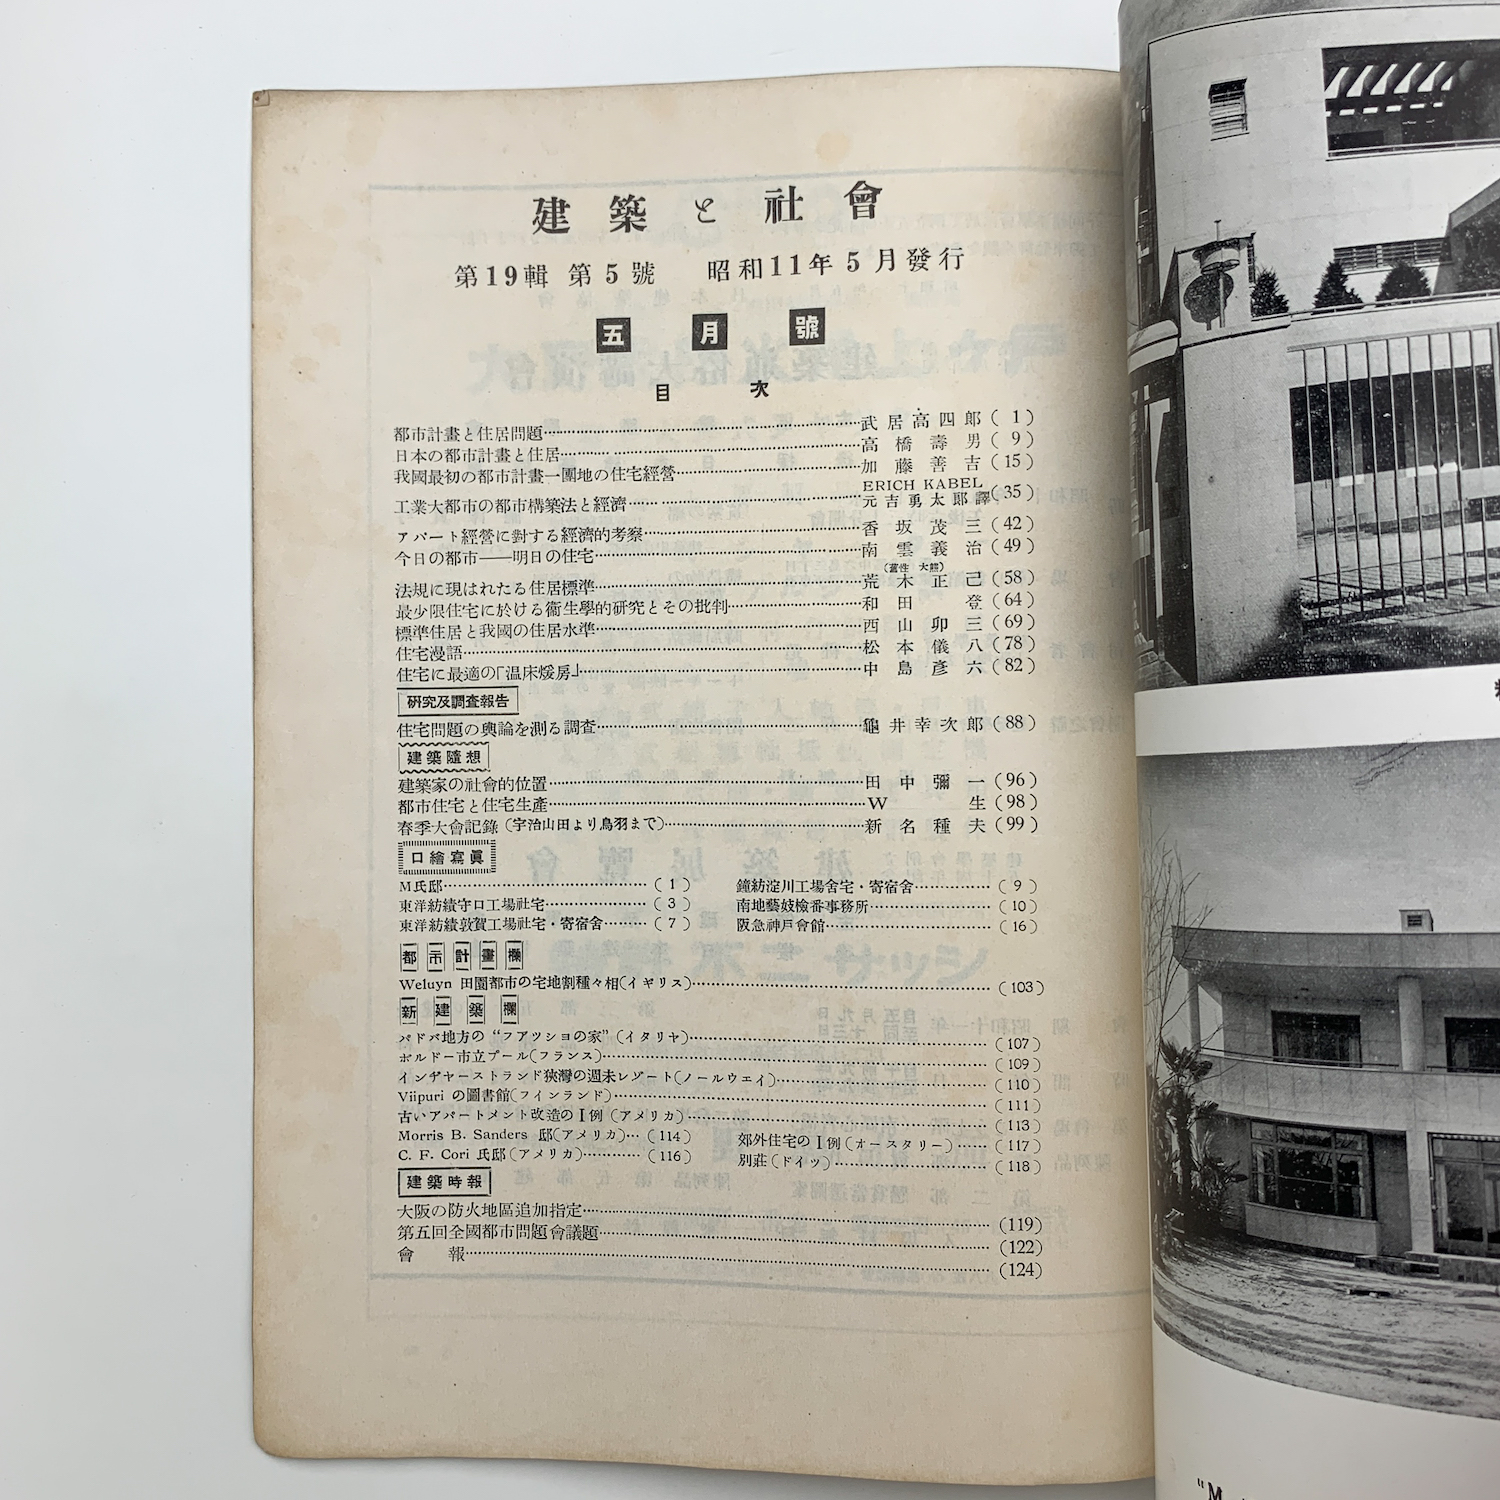 建築と社會
第19輯 第5號 昭和11年5月發行
五月號
目次
都市計畫と住居問題……武居高四郎(1)
日本の都市計畫と住居……高橋壽男(9)
我國最初の都市計畫一團地の住宅經營……加藤善吉(15)
工業大都市の都市構築法と經濟……ERICH KABEL 元吉勇太郎譯(35)
アパート經營に對する經濟的考察……香坂茂三(42)
今日の都市――明日の住宅……南雲義治(49)
法規に現はれたる住居標準……(舊姓 大熊)荒木正己(58)
最少限住宅に於ける衞生學的研究とその批判……和田登(64)
標準住居と我國の住居水準……西山卯三(69)
住宅漫語……松本儀八(78)
住宅に最適の「温床煖房」……中島彦六(82)
研究及調査報告
住宅問題の輿論を測る調査……龜井幸次郎(88)
建築隨想
建築家の社會的位置……田中彌一(96)
都市住宅と住宅生産……W生(98)
春季大會記錄(宇治山田より鳥羽まで)……新名種夫(99)
口繪寫眞
M氏邸……(1)
東洋紡績守口工場社宅……(3)
東洋紡績敦賀工場社宅・寄宿舍……(7)
鐘紡淀川工場舍宅・寄宿舍……(9)
南地藝妓檢番事務所……(10)
阪急神戸會館……(16)
都市計畫欄
Weluyn 田園都市の宅地割種々相(イギリス)……(103)
新建築欄
パドバ地方の“フアツショの家”(イタリヤ)……(107)
ボルドー市立プール(フランス)……(109)
インヂヤーストランド狹灣の週末レゾート(ノールウエイ)……(110)
Viipuri の圖書館(フインランド)……(111)
古いアパートメント改造の1例(アメリカ)……(113)
Morris B. Sanders 邸(アメリカ)…(114)
C. F. Cori 氏邸(アメリカ)……(116)
郊外住宅の1例(オースタリー)……(117)
別莊(ドイツ)……(118)
建築時報
大阪の防火地區追加指定……(119)
第五回全國都市問題會議題……(122)
會報……(124)